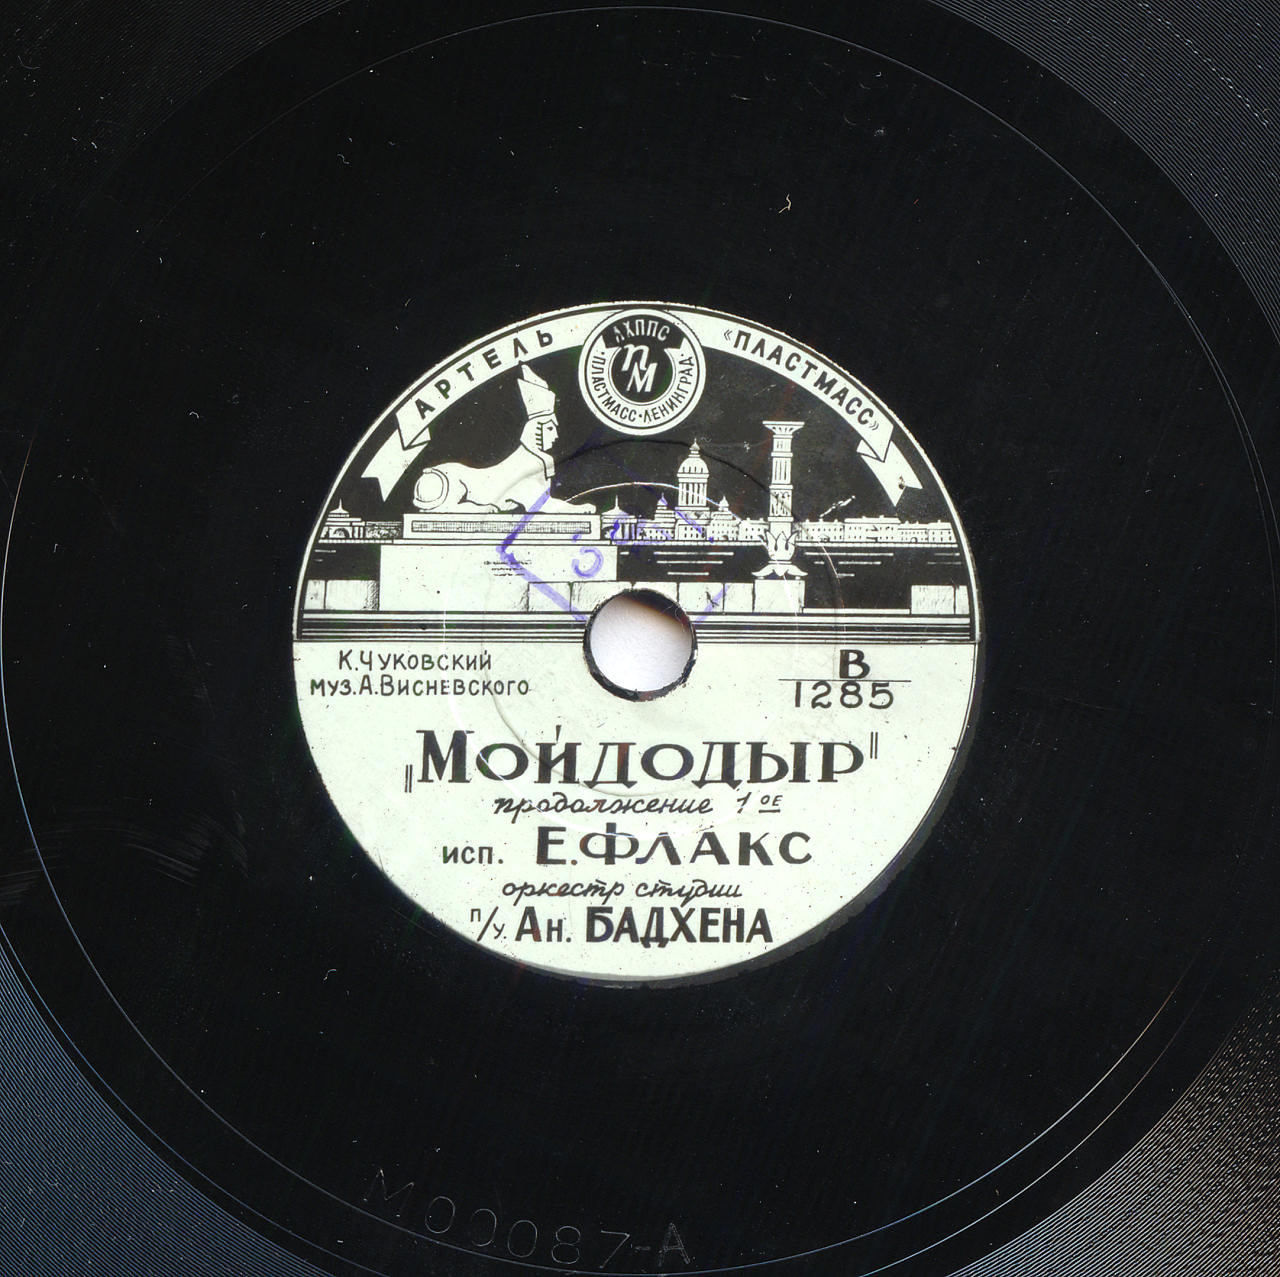 АРТЕЛЬ «ПЛАСТМАСС»
ЛХППС
ПМ
·ПЛАСТМАСС·ЛЕНИНГРАД·
К.ЧУКОВСКИЙ
МУЗ.А.ВИСНЕВСКОГО
В
1285
„МОЙДОДЫР"
продолжение 1ОЕ
исп. Е.ФЛАКС
оркестр студии
п/у. Ан. БАДХЕНА
M00087-A